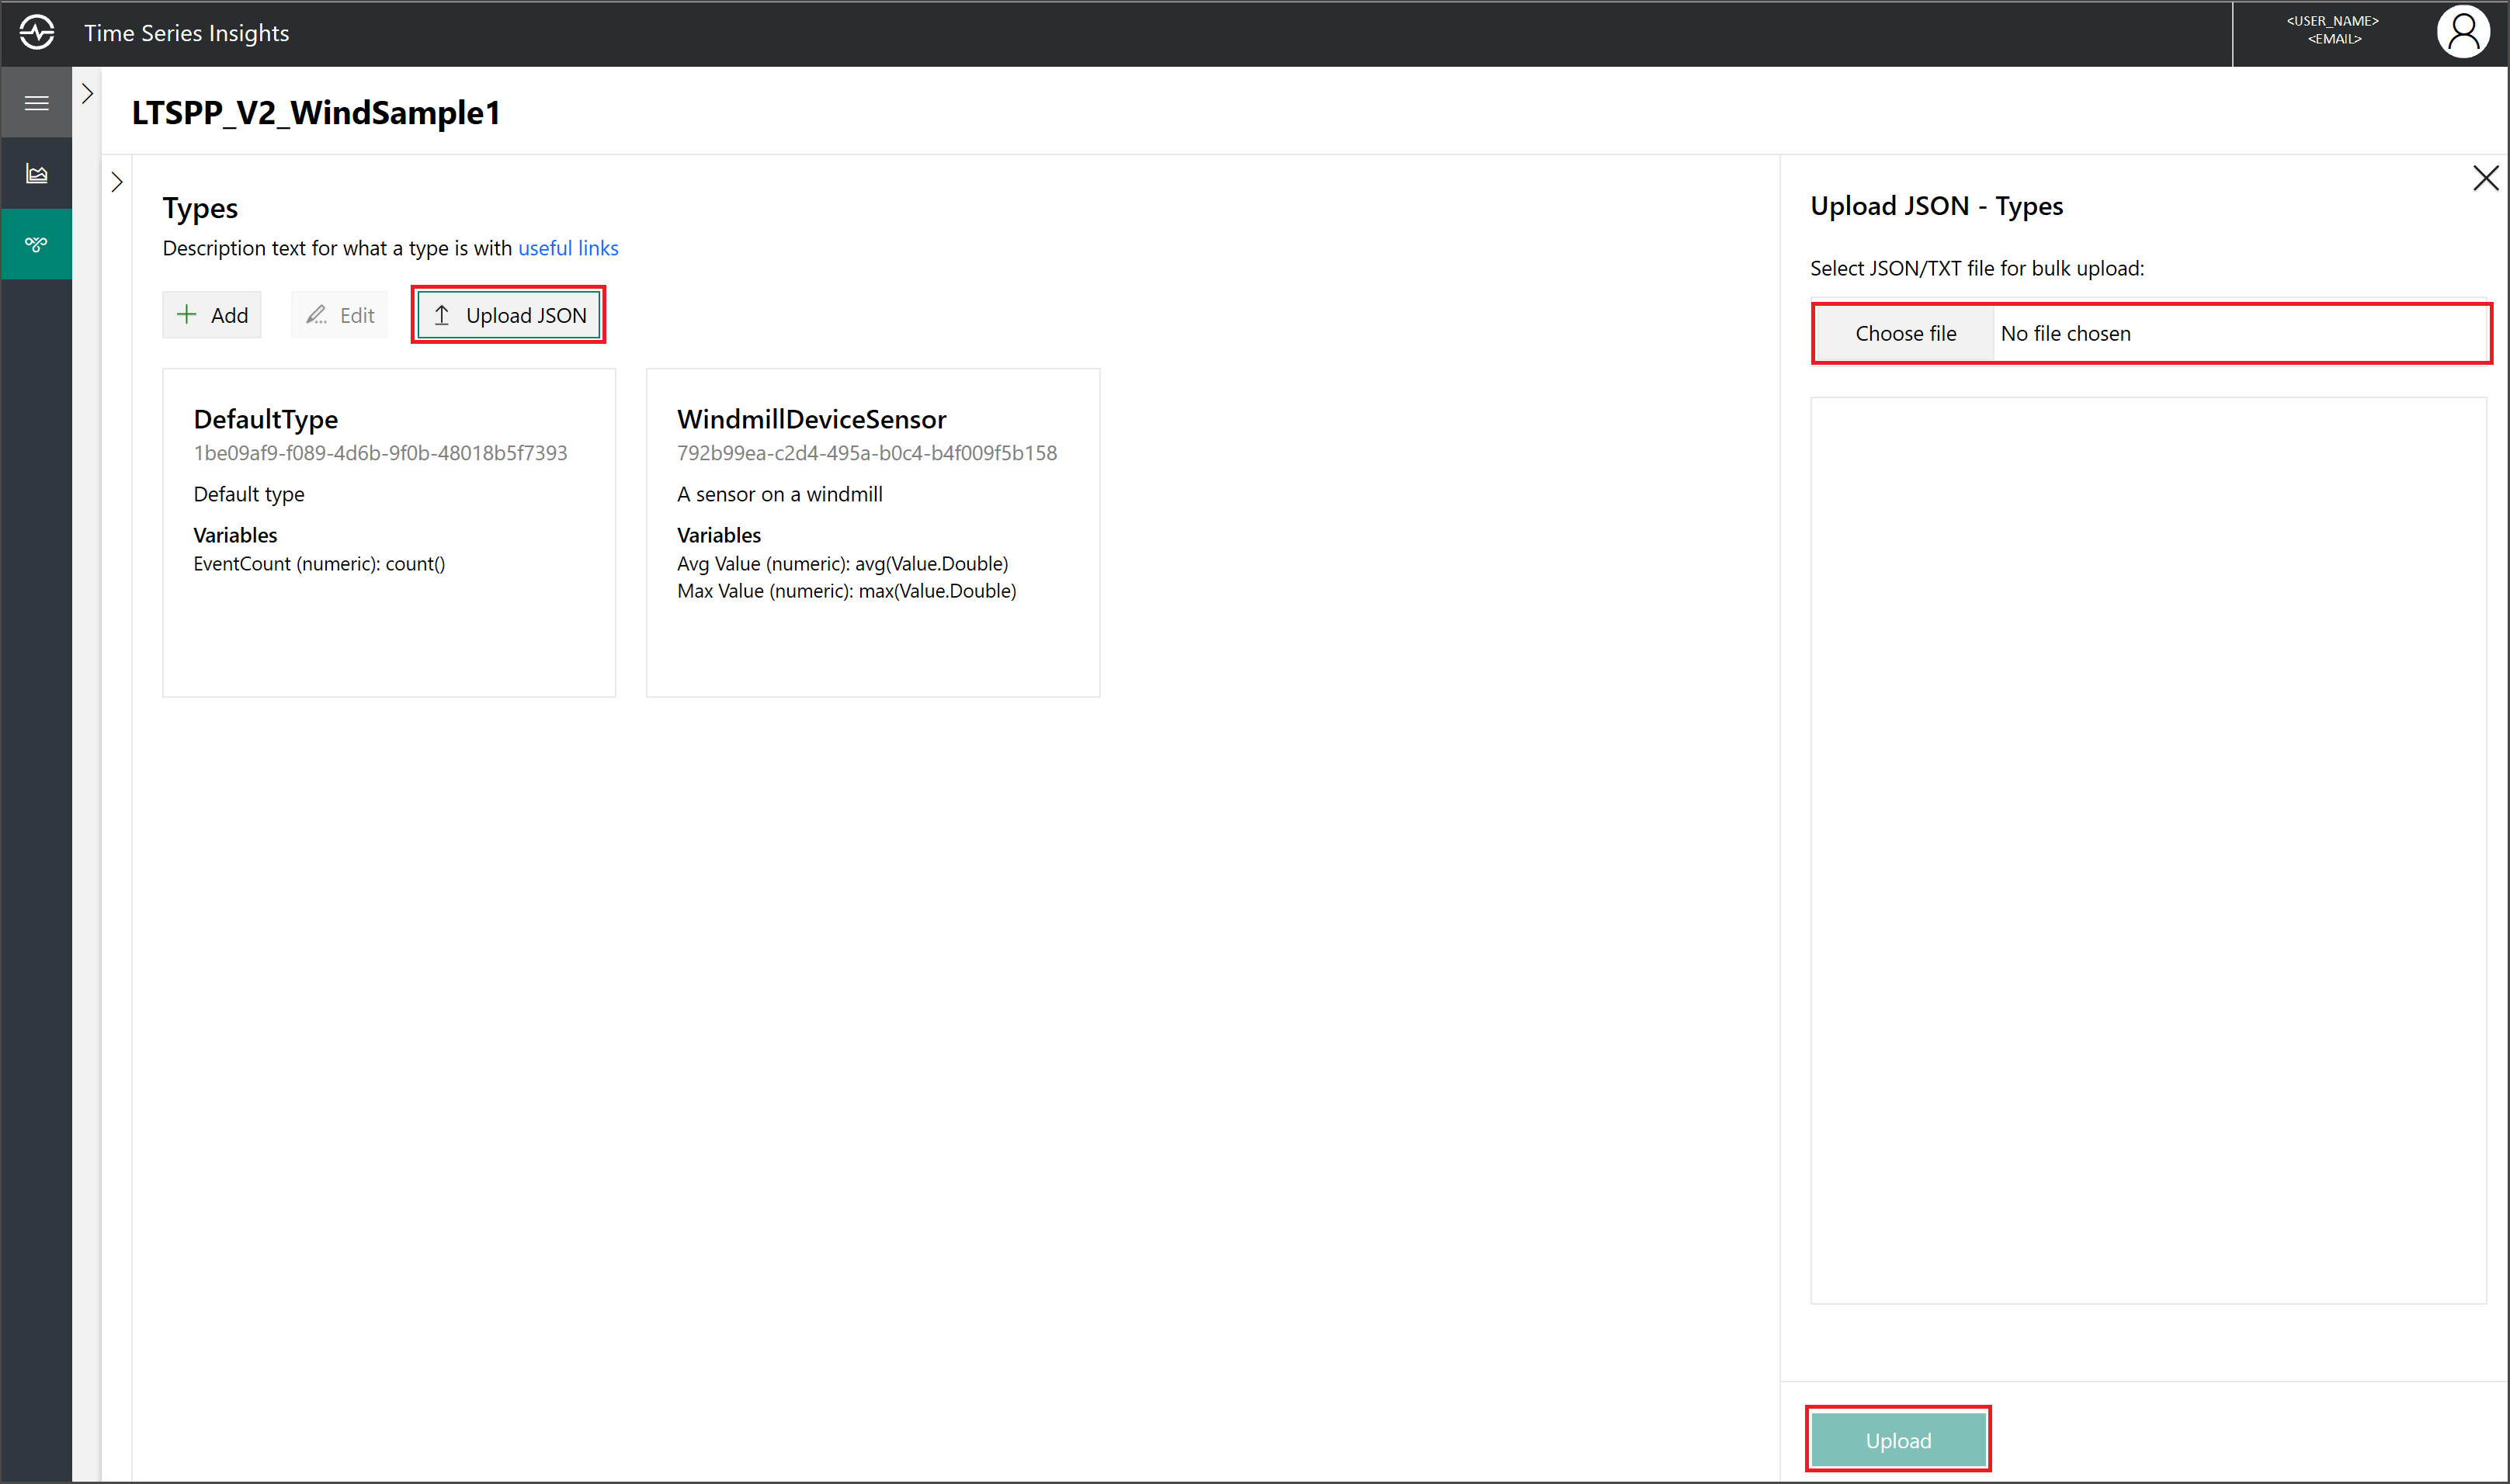 Time Series Insights
<USER_NAME>
<EMAIL>
LTSPP_V2_WindSample1
Types
Description text for what a type is with useful links
Add
Edit
Upload JSON
DefaultType
1be09af9-f089-4d6b-9f0b-48018b5f7393
Default type
Variables
EventCount (numeric): count()
WindmillDeviceSensor
792b99ea-c2d4-495a-b0c4-b4f009f5b158
A sensor on a windmill
Variables
Avg Value (numeric): avg(Value.Double)
Max Value (numeric): max(Value.Double)
Upload JSON - Types
Select JSON/TXT file for bulk upload:
Choose file No file chosen
Upload